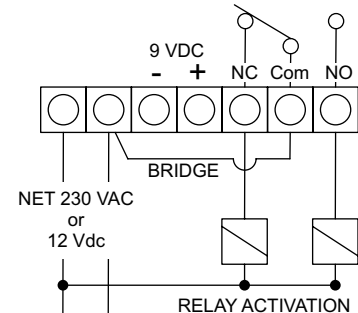 9 VDC
- + NC Com NO
BRIDGE
NET 230 VAC
or
12 Vdc
RELAY ACTIVATION